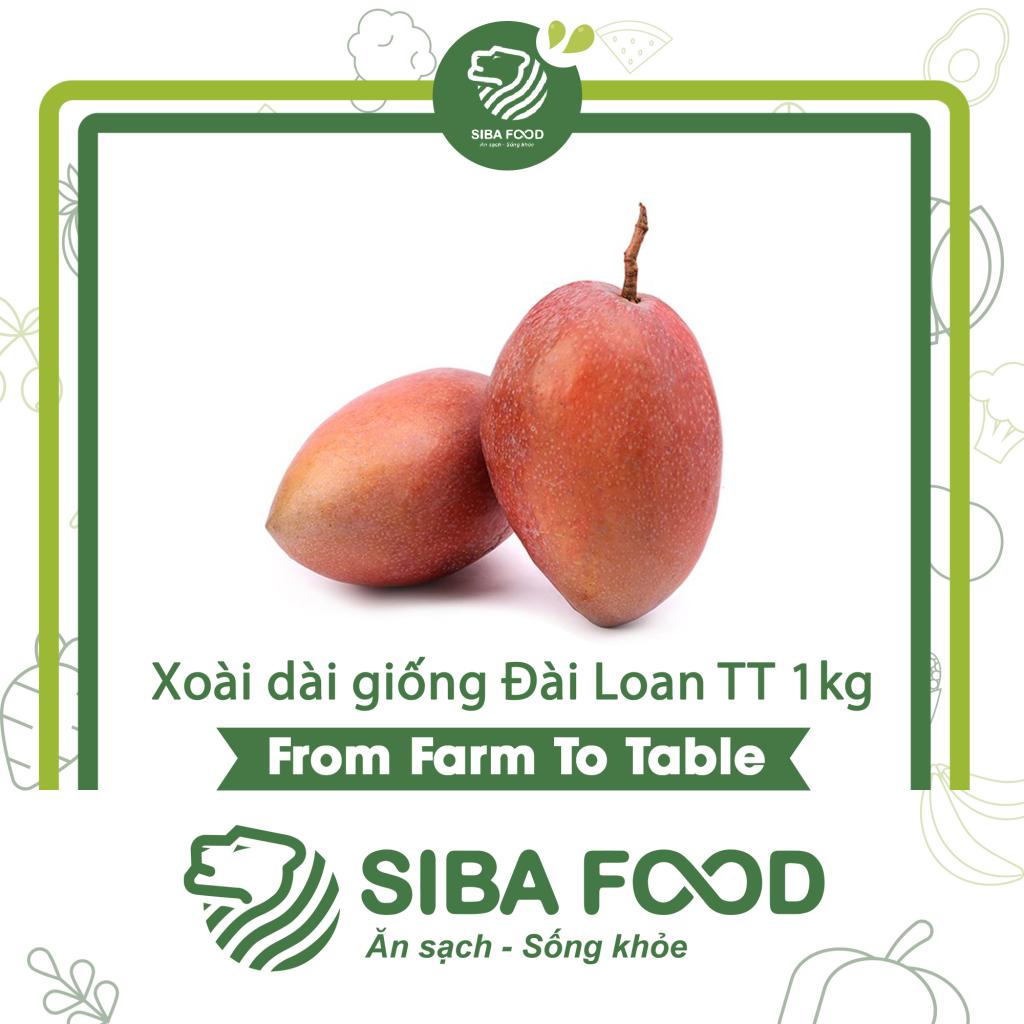 SIBA FOOD
Ăn sạch - Sống khỏe
Xoài dài giống Đài Loan TT 1kg
From Farm To Table
SIBA FOOD
Ăn sạch - Sống khỏe